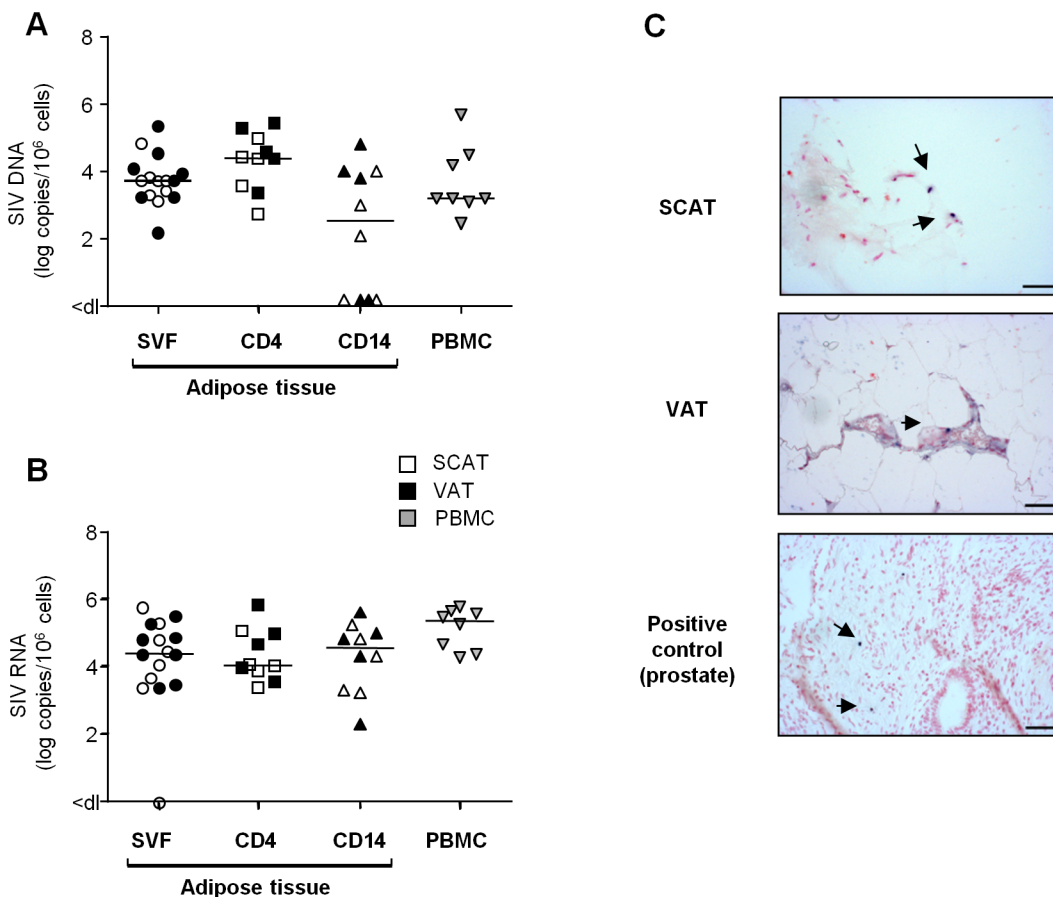 A
8
6
4
2
<dl
SIV DNA
(log copies/10⁶ cells)
SVF
CD4
CD14
PBMC
Adipose tissue
B
SCAT
VAT
PBMC
8
6
4
2
<dl
SIV RNA
(log copies/10⁶ cells)
SVF
CD4
CD14
PBMC
Adipose tissue
C
SCAT
VAT
Positive
control
(prostate)